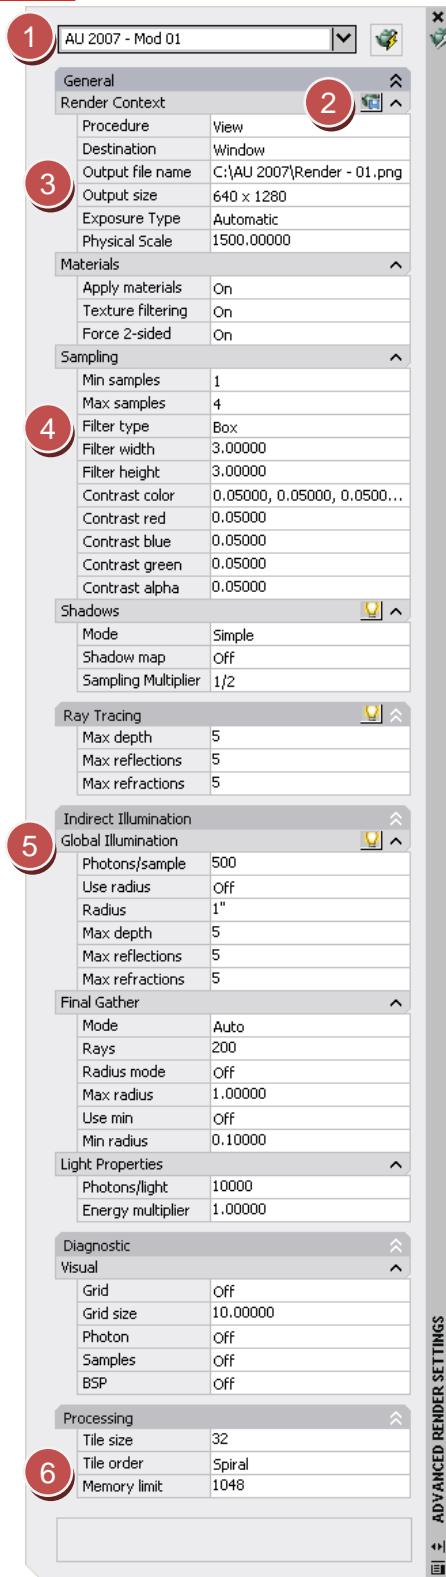 1 AU 2007 - Mod 01
General
Render Context 2
Procedure View
Destination Window
3 Output file name C:\AU 2007\Render - 01.png
Output size 640 x 1280
Exposure Type Automatic
Physical Scale 1500.00000
Materials
Apply materials On
Texture filtering On
Force 2-sided On
Sampling
Min samples 1
Max samples 4
4 Filter type Box
Filter width 3.00000
Filter height 3.00000
Contrast color 0.05000, 0.05000, 0.0500...
Contrast red 0.05000
Contrast blue 0.05000
Contrast green 0.05000
Contrast alpha 0.05000
Shadows
Mode Simple
Shadow map Off
Sampling Multiplier 1/2
Ray Tracing
Max depth 5
Max reflections 5
Max refractions 5
Indirect Illumination
5 Global Illumination
Photons/sample 500
Use radius Off
Radius 1"
Max depth 5
Max reflections 5
Max refractions 5
Final Gather
Mode Auto
Rays 200
Radius mode Off
Max radius 1.00000
Use min Off
Min radius 0.10000
Light Properties
Photons/light 10000
Energy multiplier 1.00000
Diagnostic
Visual
Grid Off
Grid size 10.00000
Photon Off
Samples Off
BSP Off
Processing
Tile size 32
6 Tile order Spiral
Memory limit 1048
ADVANCED RENDER SETTINGS